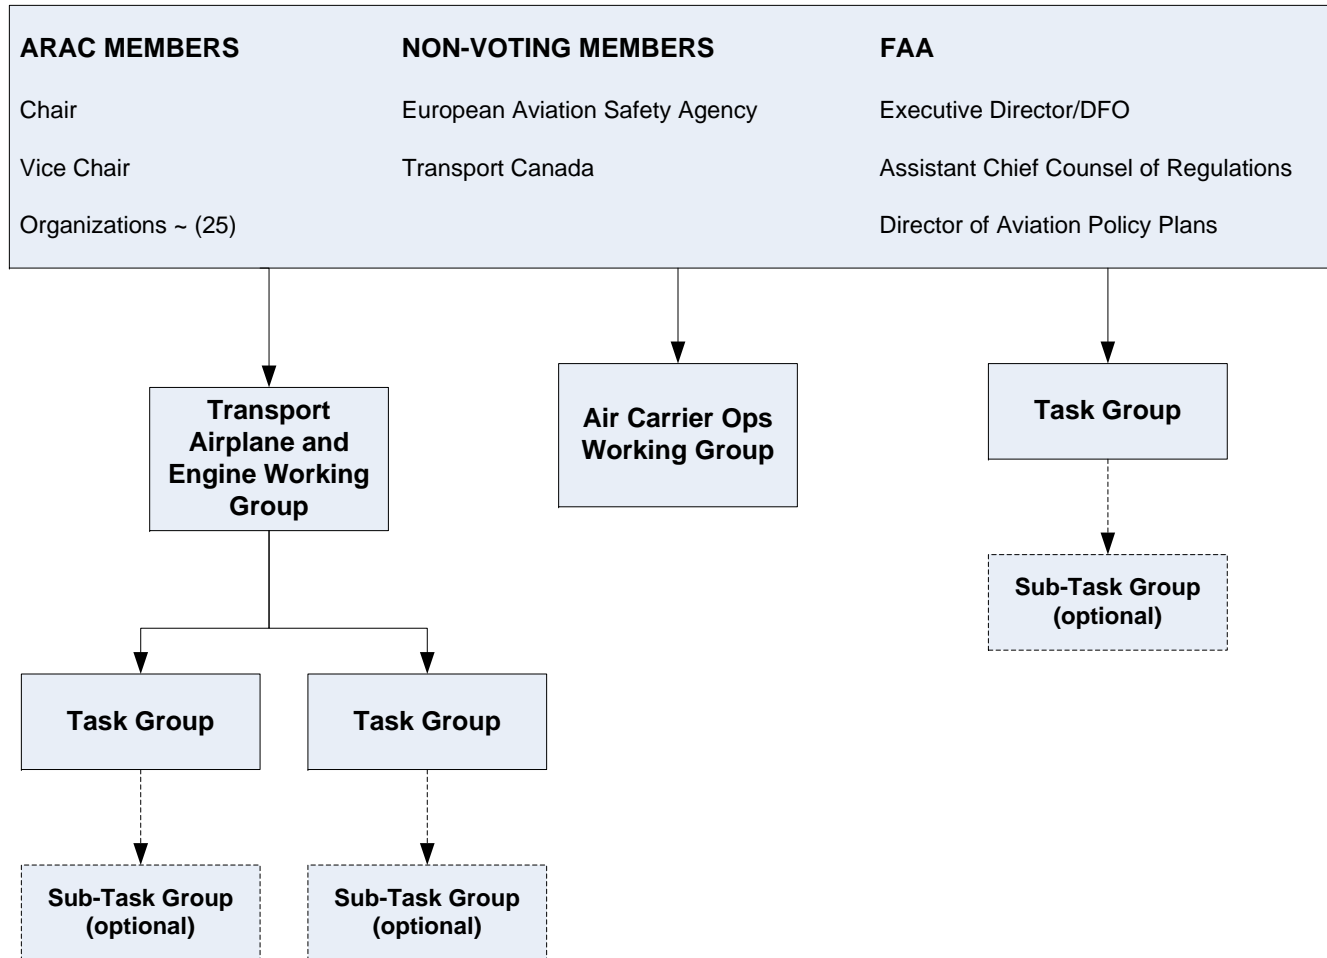 ARAC MEMBERS
NON-VOTING MEMBERS
FAA
Chair
European Aviation Safety Agency
Executive Director/DFO
Vice Chair
Transport Canada
Assistant Chief Counsel of Regulations
Organizations ~ (25)
Director of Aviation Policy Plans
Transport
Airplane and
Engine Working
Group
Air Carrier Ops
Working Group
Task Group
Sub-Task Group
(optional)
Task Group
Task Group
Sub-Task Group
(optional)
Sub-Task Group
(optional)